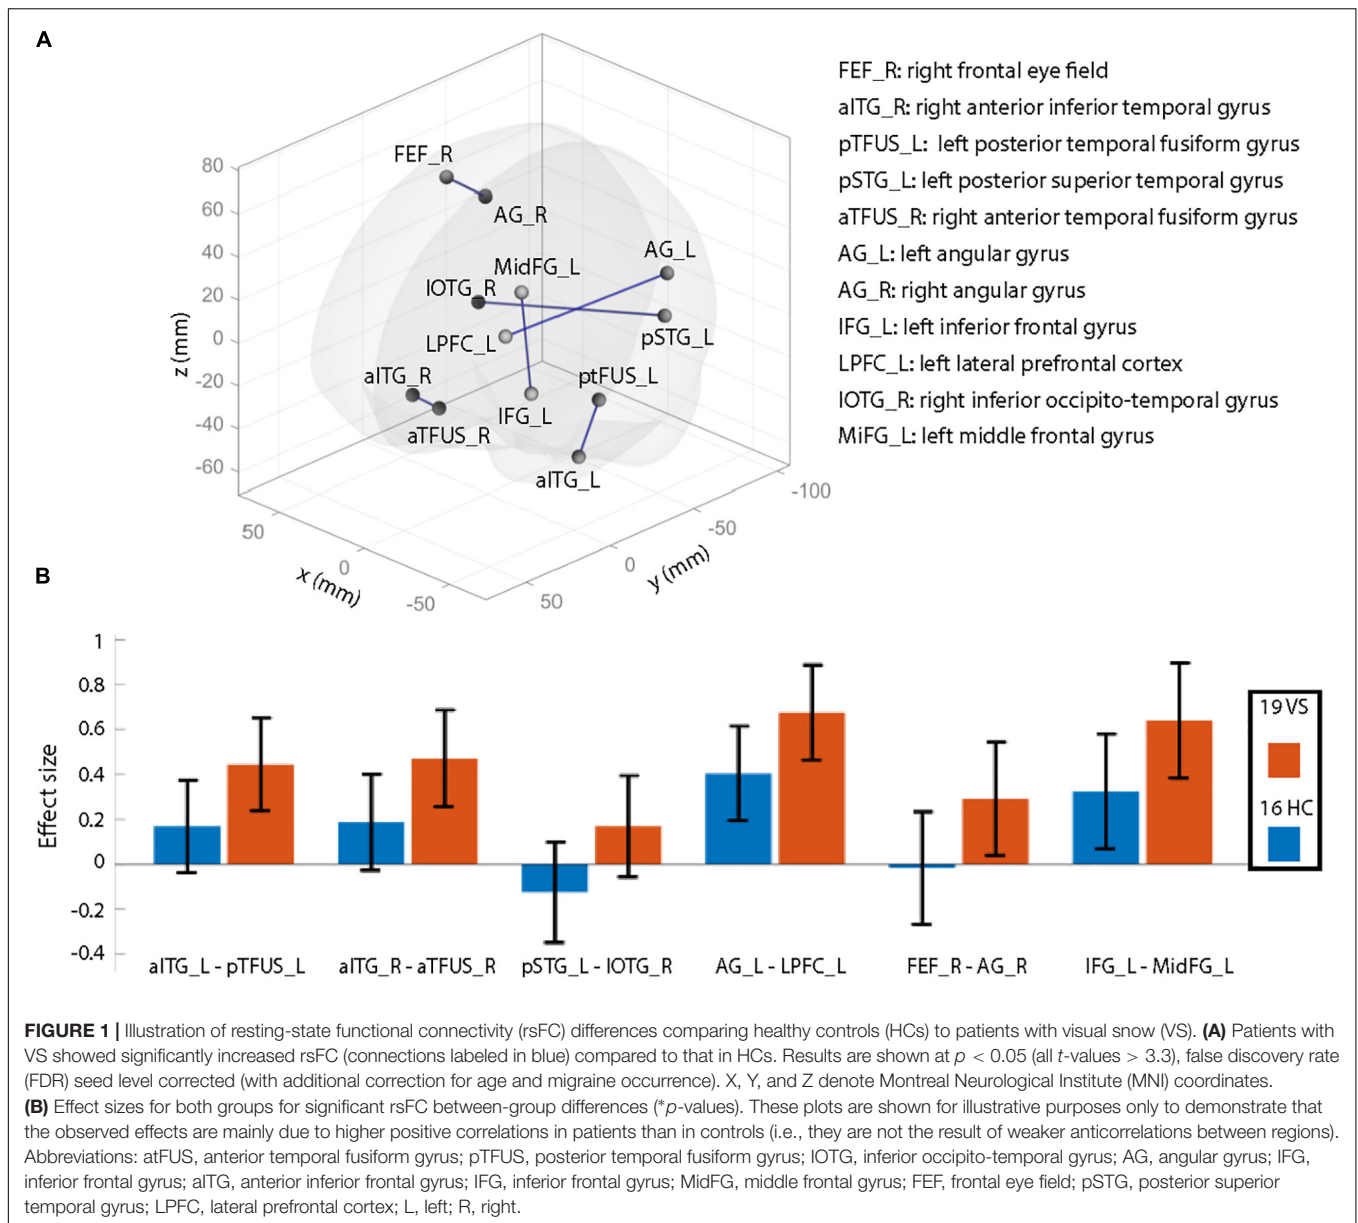 A
FEF_R: right frontal eye field
aITG_R: right anterior inferior temporal gyrus
pTFUS_L: left posterior temporal fusiform gyrus
pSTG_L: left posterior superior temporal gyrus
aTFUS_R: right anterior temporal fusiform gyrus
AG_L: left angular gyrus
AG_R: right angular gyrus
IFG_L: left inferior frontal gyrus
LPFC_L: left lateral prefrontal cortex
IOTG_R: right inferior occipito-temporal gyrus
MiFG_L: left middle frontal gyrus
80
60
40
20
0
-20
-40
-60
z (mm)
50
0
-50
x (mm)
50
0
-50
-100
y (mm)
FEF_R
AG_R
MidFG_L
AG_L
IOTG_R
LPFC_L
pSTG_L
aITG_R
ptFUS_L
aTFUS_R
IFG_L
aITG_L
B
1
0.8
0.6
0.4
0.2
0
-0.2
-0.4
Effect size
aITG_L - pTFUS_L
aITG_R - aTFUS_R
pSTG_L - IOTG_R
AG_L - LPFC_L
FEF_R - AG_R
IFG_L - MidFG_L
19 VS
16 HC
FIGURE 1 | Illustration of resting-state functional connectivity (rsFC) differences comparing healthy controls (HCs) to patients with visual snow (VS). (A) Patients with
VS showed significantly increased rsFC (connections labeled in blue) compared to that in HCs. Results are shown at p < 0.05 (all t-values > 3.3), false discovery rate
(FDR) seed level corrected (with additional correction for age and migraine occurrence). X, Y, and Z denote Montreal Neurological Institute (MNI) coordinates.
(B) Effect sizes for both groups for significant rsFC between-group differences (*p-values). These plots are shown for illustrative purposes only to demonstrate that
the observed effects are mainly due to higher positive correlations in patients than in controls (i.e., they are not the result of weaker anticorrelations between regions).
Abbreviations: atFUS, anterior temporal fusiform gyrus; pTFUS, posterior temporal fusiform gyrus; IOTG, inferior occipito-temporal gyrus; AG, angular gyrus; IFG,
inferior frontal gyrus; aITG, anterior inferior frontal gyrus; IFG, inferior frontal gyrus; MidFG, middle frontal gyrus; FEF, frontal eye field; pSTG, posterior superior
temporal gyrus; LPFC, lateral prefrontal cortex; L, left; R, right.